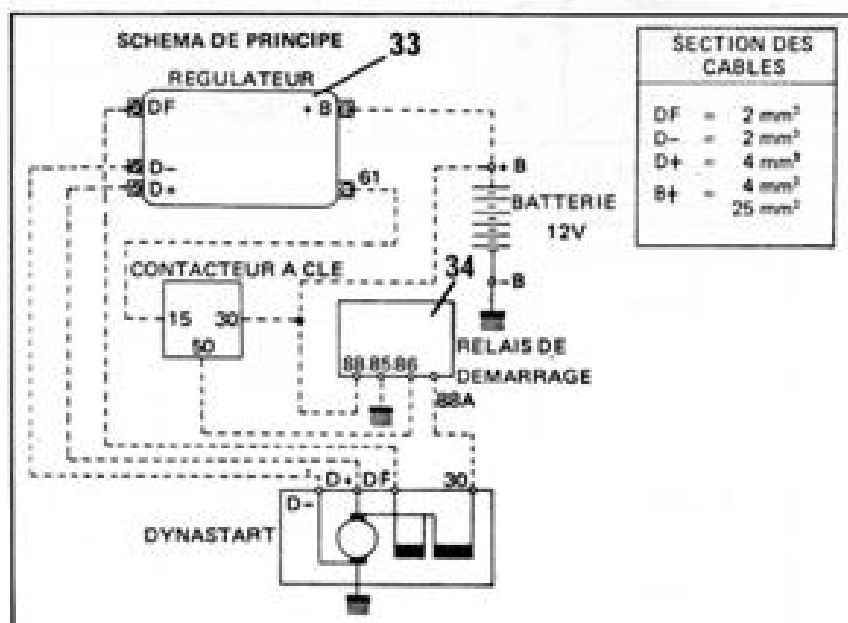 SCHEMA DE PRINCIPE
33
REGULATEUR
DF
+ B
D-
D+
61
+ B
BATTERIE
12V
- B
CONTACTEUR A CLE
15
30
50
34
RELAIS DE
DEMARRAGE
88
85
86
88A
D+
DF
30
D-
DYNASTART
SECTION DES
CABLES
DF = 2 mm²
D- = 2 mm²
D+ = 4 mm²
B+ = 4 mm²
25 mm²